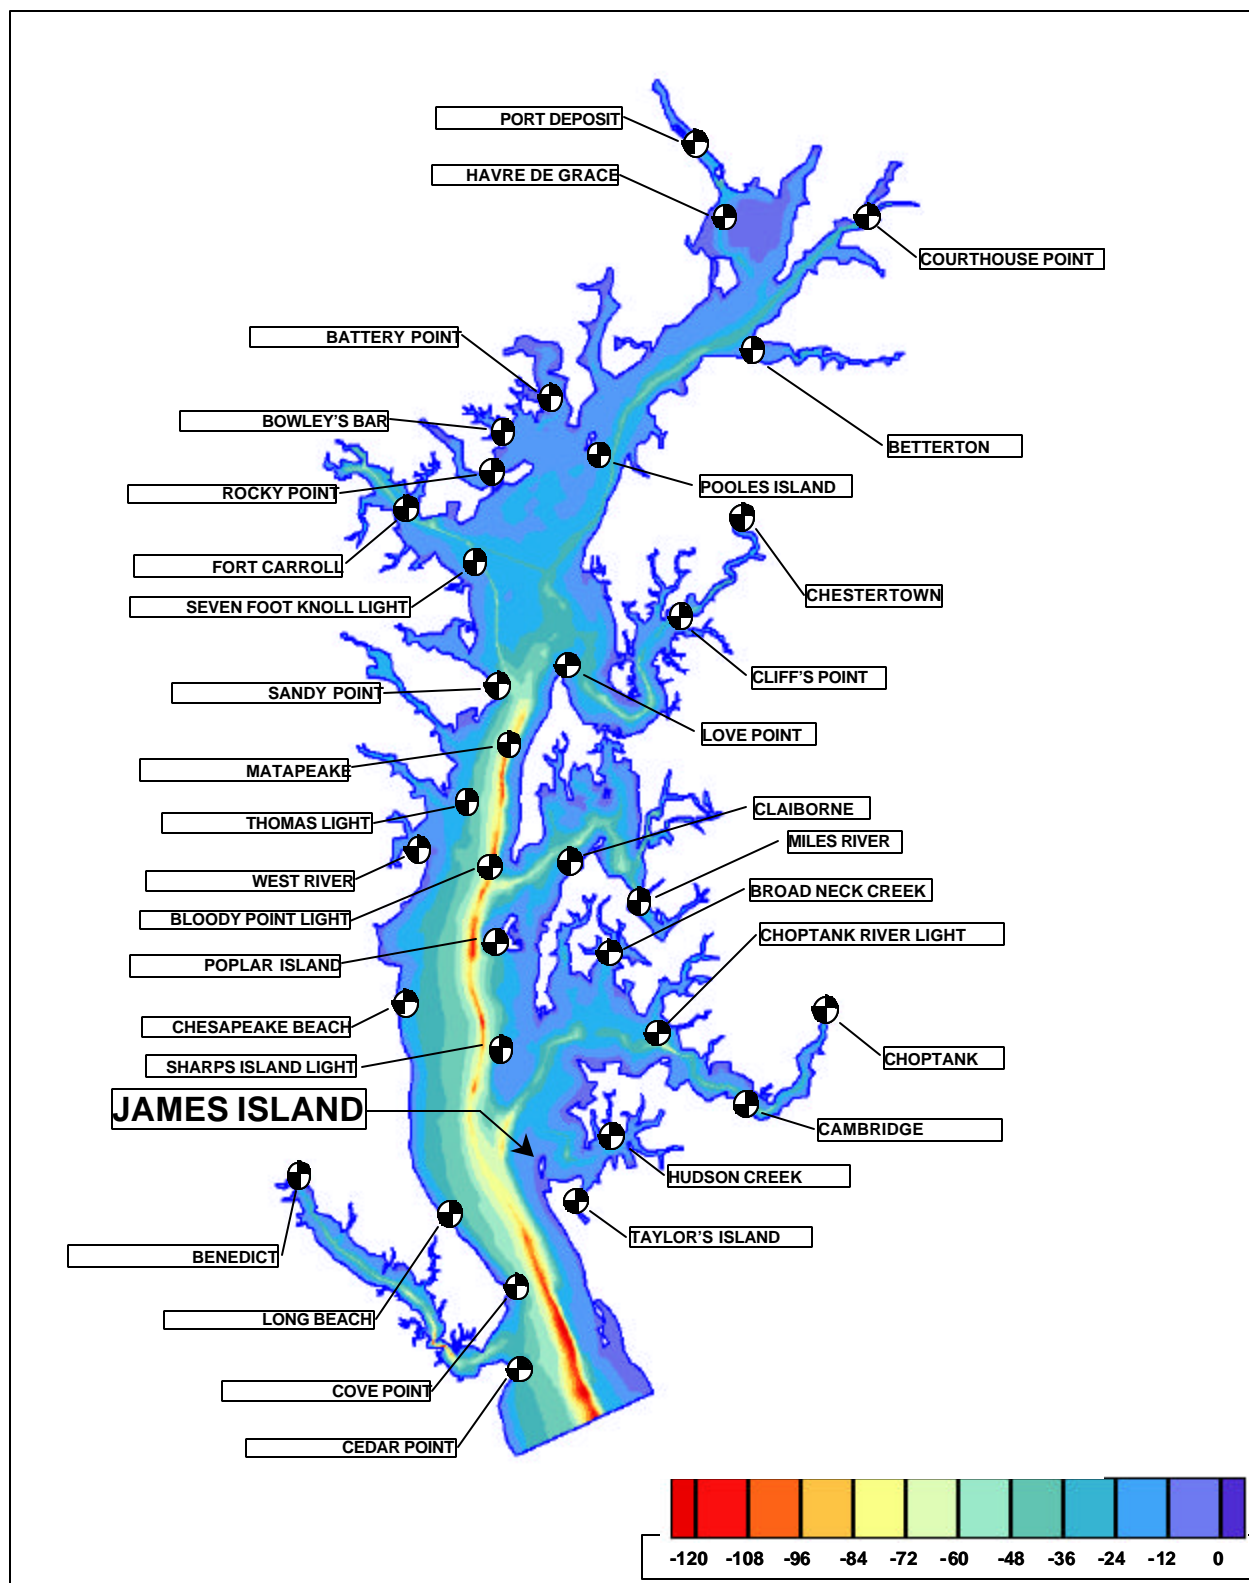 PORT DEPOSIT
HAVRE DE GRACE
COURTHOUSE POINT
BATTERY POINT
BOWLEY'S BAR
BETTERTON
ROCKY POINT
POOLES ISLAND
FORT CARROLL
CHESTERTOWN
SEVEN FOOT KNOLL LIGHT
CLIFF'S POINT
SANDY POINT
LOVE POINT
MATAPEAKE
CLAIBORNE
THOMAS LIGHT
MILES RIVER
WEST RIVER
BROAD NECK CREEK
BLOODY POINT LIGHT
CHOPTANK RIVER LIGHT
POPLAR ISLAND
CHESAPEAKE BEACH
CHOPTANK
SHARPS ISLAND LIGHT
JAMES ISLAND
CAMBRIDGE
HUDSON CREEK
TAYLOR'S ISLAND
BENEDICT
LONG BEACH
COVE POINT
CEDAR POINT
-120 -108 -96 -84 -72 -60 -48 -36 -24 -12 0